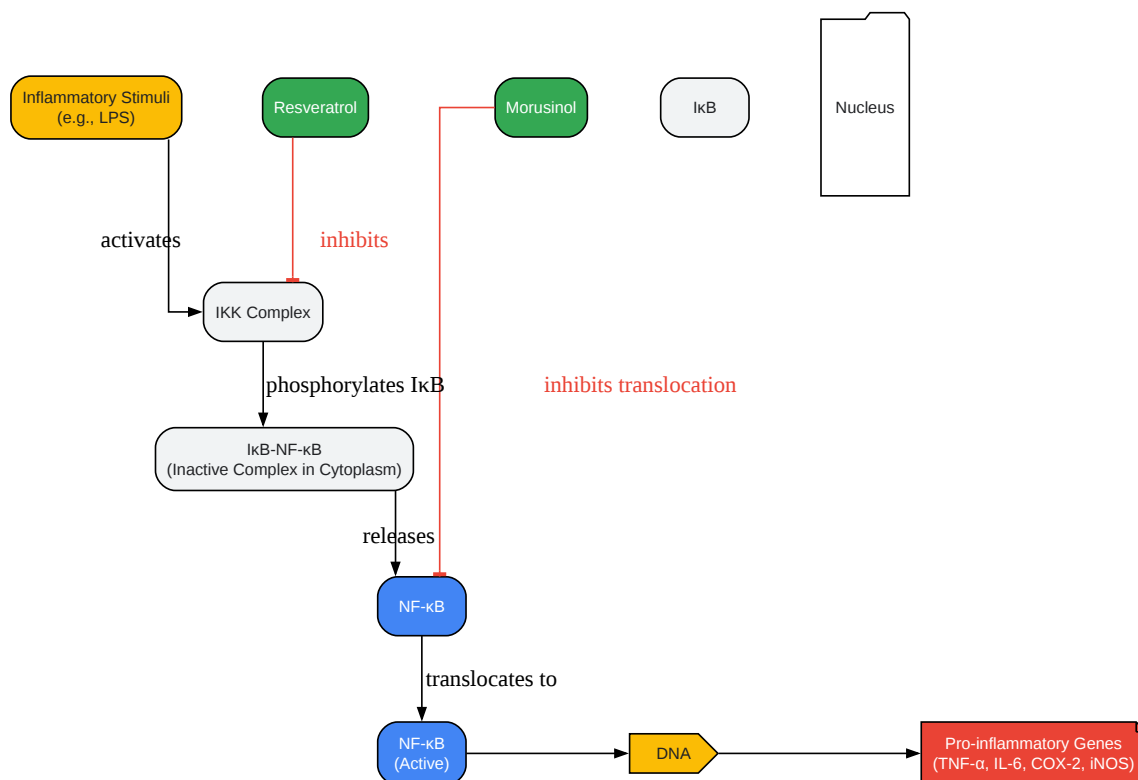 Inflammatory Stimuli
(e.g., LPS)
Resveratrol
Morusinol
IκB
Nucleus
activates
inhibits
IKK Complex
phosphorylates IκB
inhibits translocation
IκB-NF-κB
(Inactive Complex in Cytoplasm)
releases
NF-κB
translocates to
NF-κB
(Active)
DNA
Pro-inflammatory Genes
(TNF-α, IL-6, COX-2, iNOS)